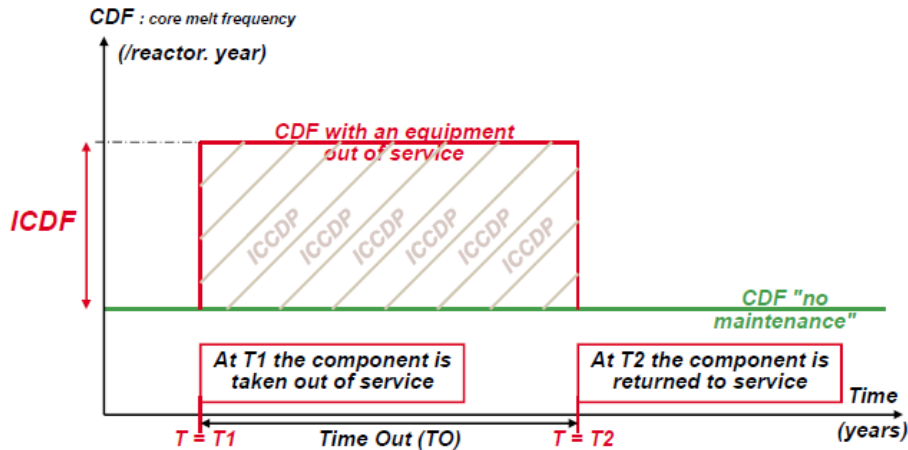 CDF : core melt frequency
(/reactor. year)
CDF with an equipment
out of service
ICDF
ICCDP ICCDP ICCDP ICCDP ICCDP ICCDP
CDF "no
maintenance"
At T1 the component is
taken out of service
At T2 the component is
returned to service
Time
(years)
T = T1
Time Out (TO)
T = T2